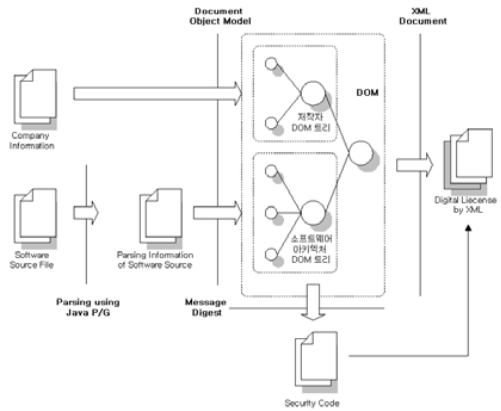 Document
Object Model
XML
Document
DOM
저작자
DOM 트리
Company
Information
Digital Liecense
by XML
소프트웨어
아키텍처
DOM 트리
Software
Source File
Parsing Information
of Software Source
Parsing using
Java P/G
Message
Digest
Security Code